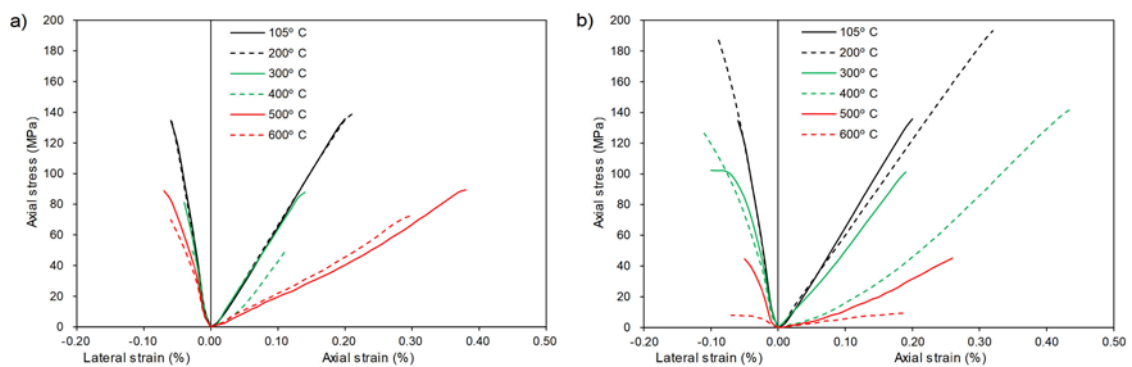 a)
Axial stress (MPa)
200
180
160
140
120
100
80
60
40
20
0
105º C
200º C
300º C
400º C
500º C
600º C
-0.20 -0.10 0.00 0.10 0.20 0.30 0.40 0.50
Lateral strain (%) Axial strain (%)
b)
Axial stress (MPa)
200
180
160
140
120
100
80
60
40
20
0
105º C
200º C
300º C
400º C
500º C
600º C
-0.20 -0.10 0.00 0.10 0.20 0.30 0.40 0.50
Lateral strain (%) Axial strain (%)